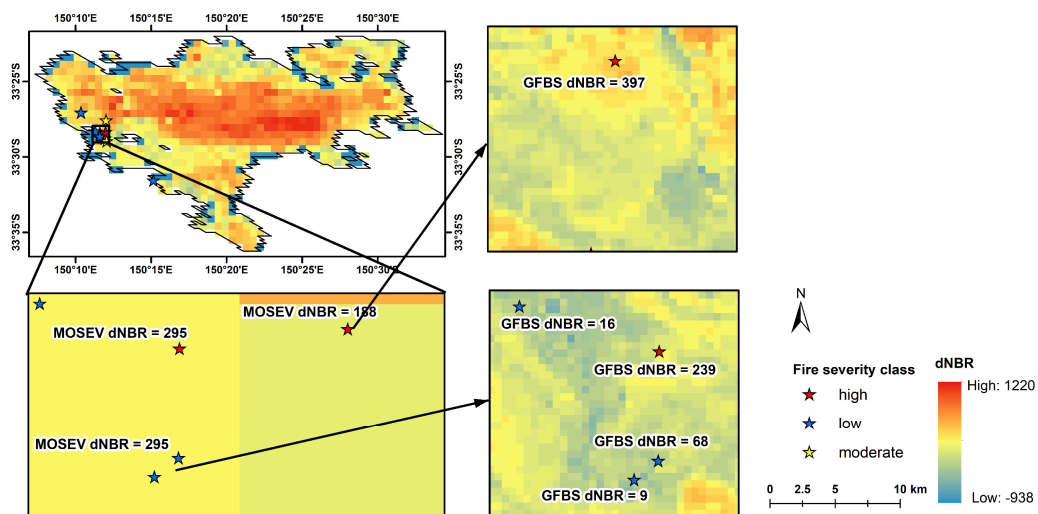 150°10'E 150°15'E 150°20'E 150°25'E 150°30'E
33°25'S
33°30'S
33°35'S
33°25'S
33°30'S
33°35'S
150°10'E 150°15'E 150°20'E 150°25'E 150°30'E
GFBS dNBR = 397
MOSEV dNBR = 188
MOSEV dNBR = 295
MOSEV dNBR = 295
GFBS dNBR = 16
GFBS dNBR = 239
GFBS dNBR = 68
GFBS dNBR = 9
N
Fire severity class
high
low
moderate
0 2.5 5 10 km
dNBR
High: 1220
Low: -938